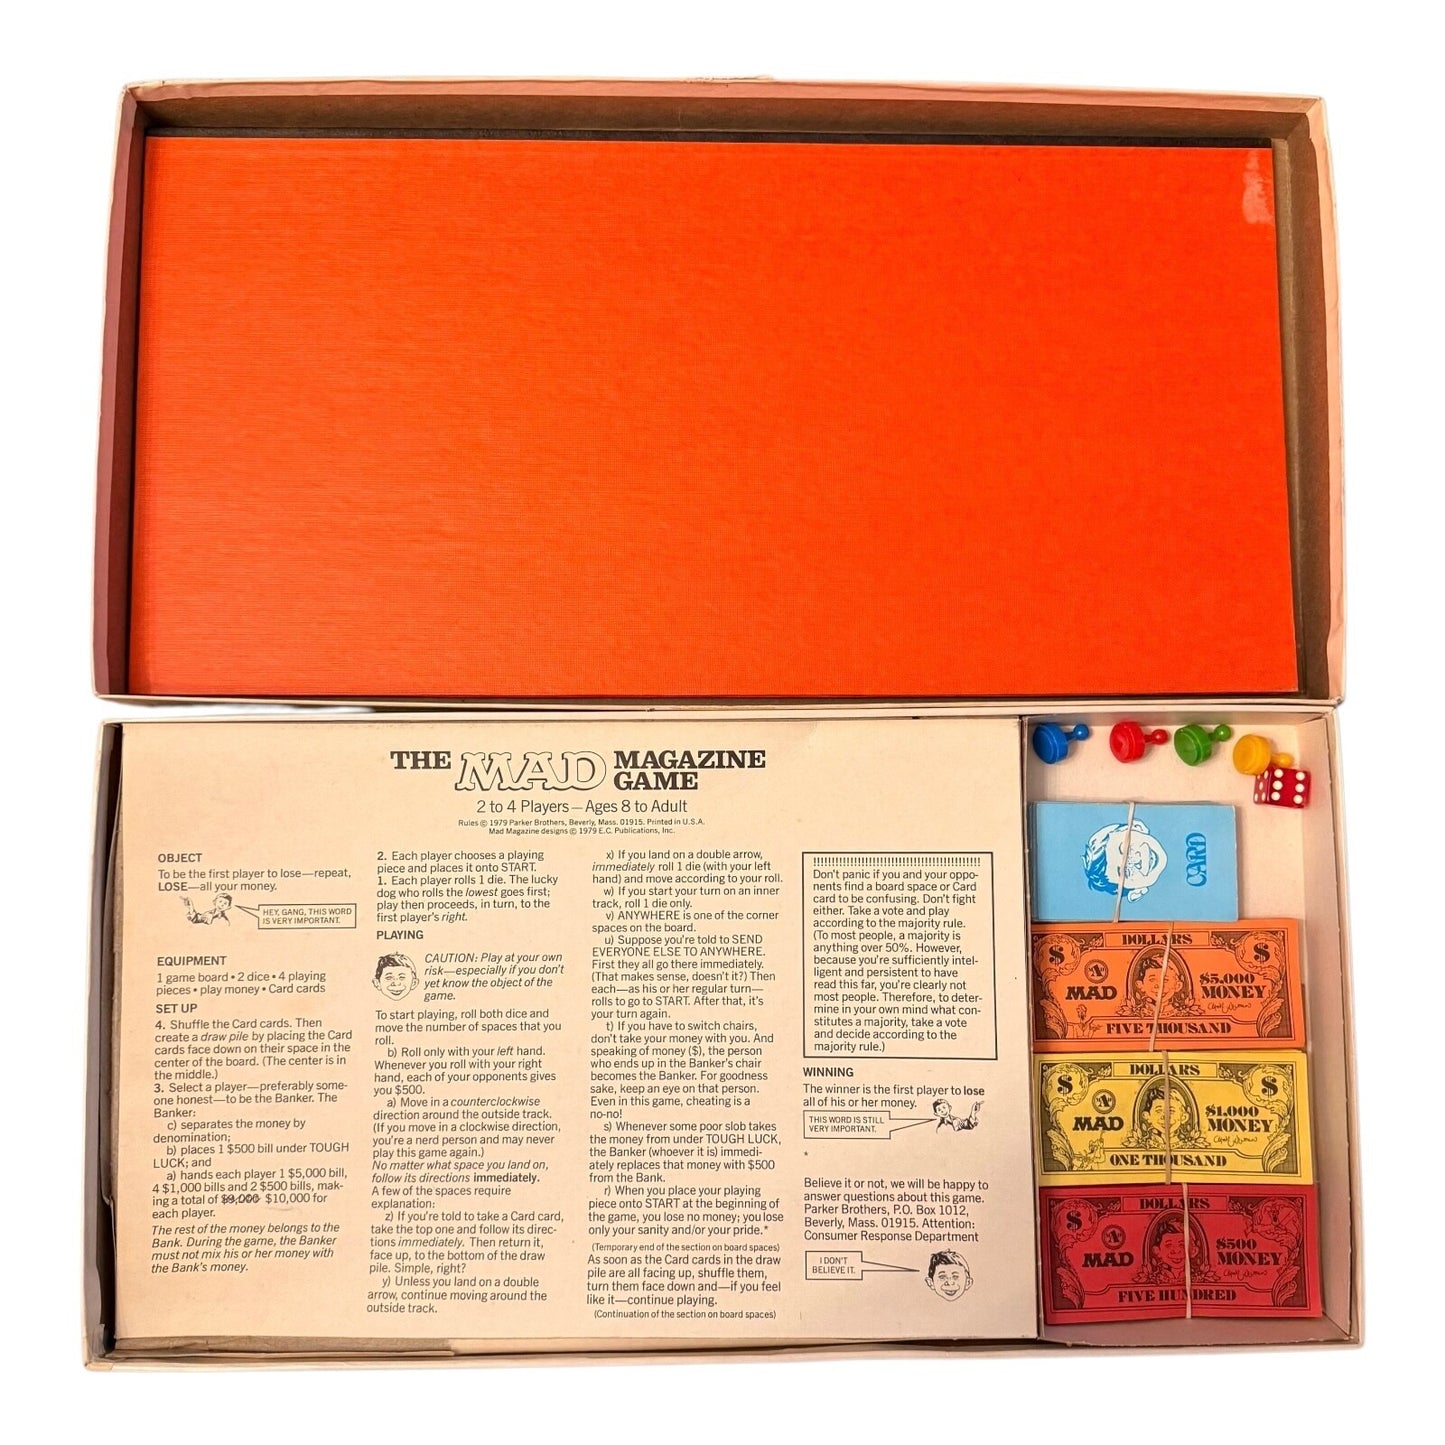 THE MAD MAGAZINE GAME
2 to 4 Players—Ages 8 to Adult
Rules © 1979 Parker Brothers, Beverly, Mass. 01915. Printed in U.S.A.
Mad Magazine designs © 1979 E.C. Publications, Inc.
OBJECT
To be the first player to lose—repeat,
LOSE—all your money.
HEY, GANG, THIS WORD
IS VERY IMPORTANT.
EQUIPMENT
1 game board • 2 dice • 4 playing
pieces • play money • Card cards
SET UP
4. Shuffle the Card cards. Then
create a draw pile by placing the Card
cards face down on their space in the
center of the board. (The center is in
the middle.)
3. Select a player—preferably some-
one honest—to be the Banker. The
Banker:
c) separates the money by
denomination;
b) places 1 $500 bill under TOUGH
LUCK; and
a) hands each player 1 $5,000 bill,
4 $1,000 bills and 2 $500 bills, mak-
ing a total of $9,000 $10,000 for
each player.
The rest of the money belongs to the
Bank. During the game, the Banker
must not mix his or her money with
the Bank's money.
2. Each player chooses a playing
piece and places it onto START.
1. Each player rolls 1 die. The lucky
dog who rolls the lowest goes first;
play then proceeds, in turn, to the
first player's right.
PLAYING
CAUTION: Play at your own
risk—especially if you don't
yet know the object of the
game.
To start playing, roll both dice and
move the number of spaces that you
roll.
b) Roll only with your left hand.
Whenever you roll with your right
hand, each of your opponents gives
you $500.
a) Move in a counterclockwise
direction around the outside track.
(If you move in a clockwise direction,
you're a nerd person and may never
play this game again.)
No matter what space you land on,
follow its directions immediately.
A few of the spaces require
explanation:
z) If you're told to take a Card card,
take the top one and follow its direc-
tions immediately. Then return it,
face up, to the bottom of the draw
pile. Simple, right?
y) Unless you land on a double
arrow, continue moving around the
outside track.
x) If you land on a double arrow,
immediately roll 1 die (with your left
hand) and move according to your roll.
w) If you start your turn on an inner
track, roll 1 die only.
v) ANYWHERE is one of the corner
spaces on the board.
u) Suppose you're told to SEND
EVERYONE ELSE TO ANYWHERE.
First they all go there immediately.
(That makes sense, doesn't it?) Then
each—as his or her regular turn—
rolls to go to START. After that, it's
your turn again.
t) If you have to switch chairs,
don't take your money with you. And
speaking of money ($), the person
who ends up in the Banker's chair
becomes the Banker. For goodness
sake, keep an eye on that person.
Even in this game, cheating is a
no-no!
s) Whenever some poor slob takes
the money from under TOUGH LUCK,
the Banker (whoever it is) immedi-
ately replaces that money with $500
from the Bank.
r) When you place your playing
piece onto START at the beginning of
the game, you lose no money; you lose
only your sanity and/or your pride.*
(Temporary end of the section on board spaces)
As soon as the Card cards in the draw
pile are all facing up, shuffle them,
turn them face down and—if you feel
like it—continue playing.
(Continuation of the section on board spaces)
!!!!!!!!!!!!!!!!!!!!!!!!!!!!!!!!!!!!!!!!!!!!
Don't panic if you and your oppo-
nents find a board space or Card
card to be confusing. Don't fight
either. Take a vote and play
according to the majority rule.
(To most people, a majority is
anything over 50%. However,
because you're sufficiently intel-
ligent and persistent to have
read this far, you're clearly not
most people. Therefore, to deter-
mine in your own mind what con-
stitutes a majority, take a vote
and decide according to the
majority rule.)
WINNING
The winner is the first player to lose
all of his or her money.
THIS WORD IS STILL
VERY IMPORTANT.
*
Believe it or not, we will be happy to
answer questions about this game.
Parker Brothers, P.O. Box 1012,
Beverly, Mass. 01915. Attention:
Consumer Response Department
I DON'T
BELIEVE IT.
CARD
DOLLARS
$ $
"A"
$5,000
MAD MONEY
FIVE THOUSAND
DOLLARS
$ $
"A"
$1,000
MAD MONEY
ONE THOUSAND
DOLLARS
$
"A"
$500
MAD MONEY
FIVE HUNDRED